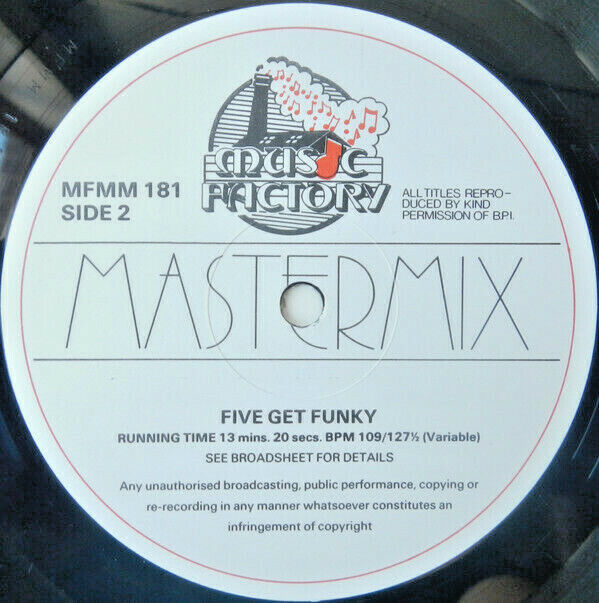 music
FACTORY
MFMM 181
SIDE 2
ALL TITLES REPRO-
DUCED BY KIND
PERMISSION OF B.P.I.
MASTERMIX
FIVE GET FUNKY
RUNNING TIME 13 mins. 20 secs. BPM 109/127½ (Variable)
SEE BROADSHEET FOR DETAILS
Any unauthorised broadcasting, public performance, copying or
re-recording in any manner whatsoever constitutes an
infringement of copyright